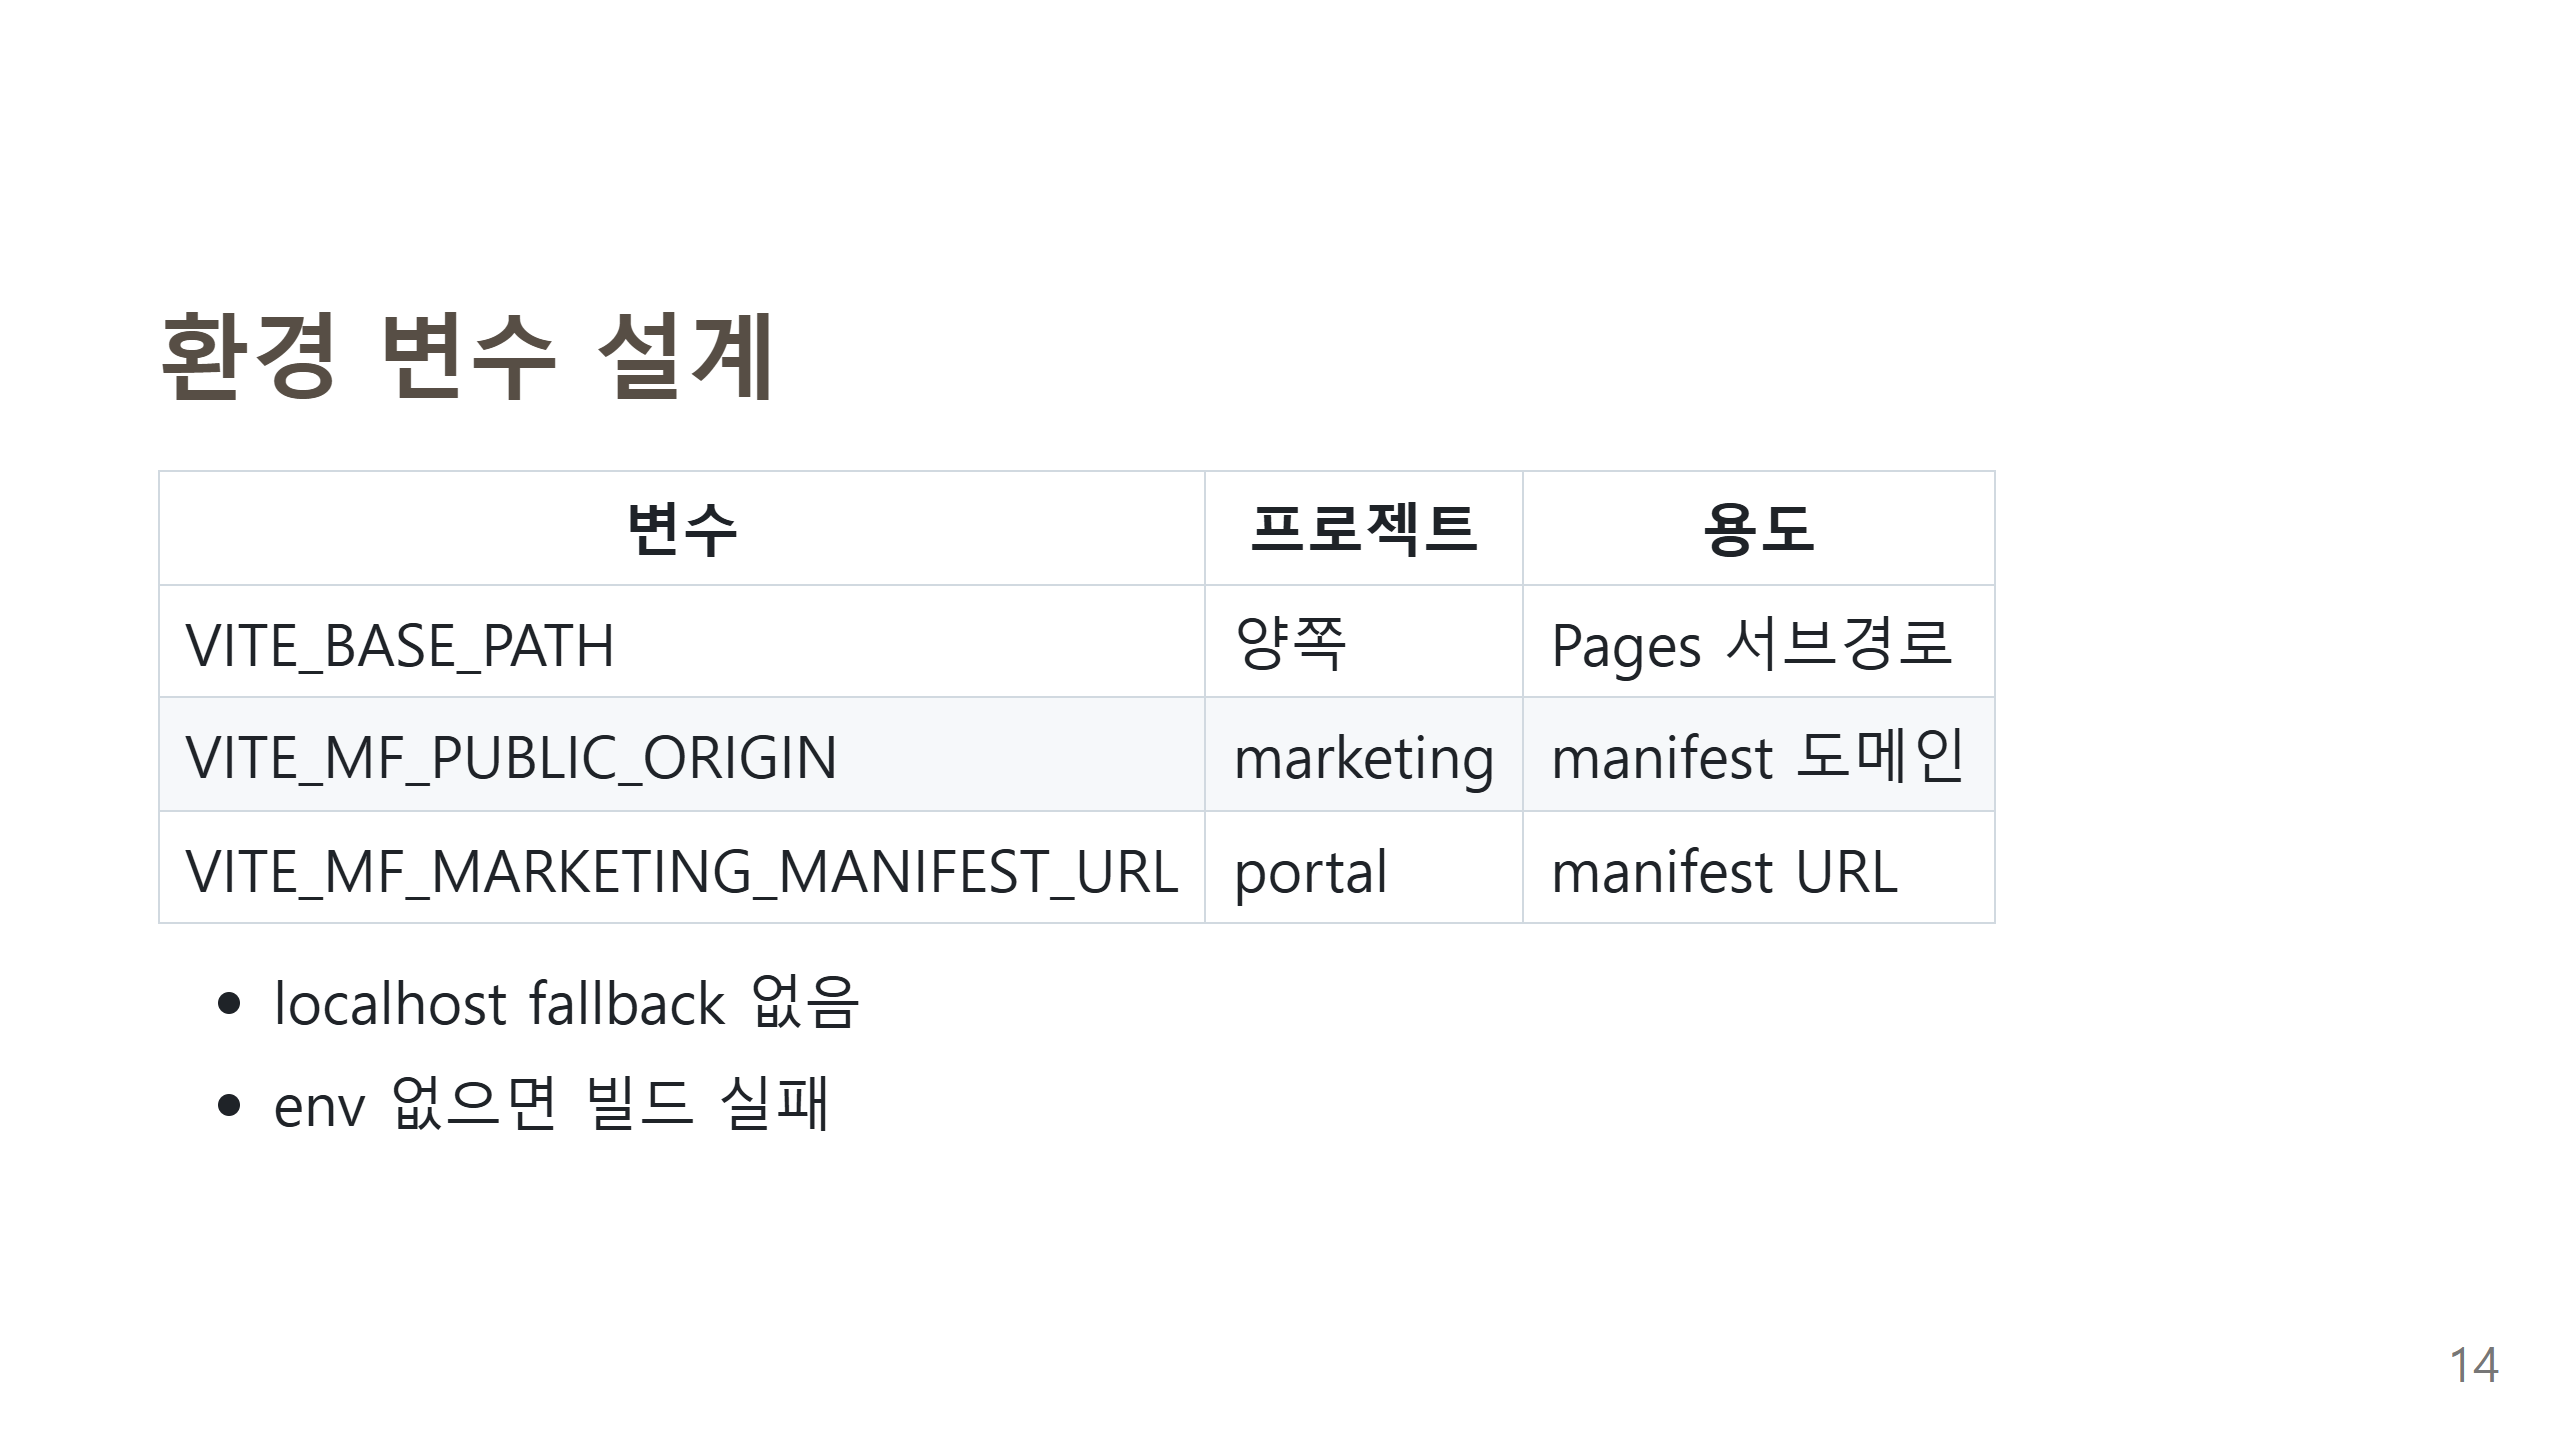 환경 변수 설계
변수 프로젝트 용도
VITE_BASE_PATH 양쪽 Pages 서브경로
VITE_MF_PUBLIC_ORIGIN marketing manifest 도메인
VITE_MF_MARKETING_MANIFEST_URL portal manifest URL
• localhost fallback 없음
• env 없으면 빌드 실패
14